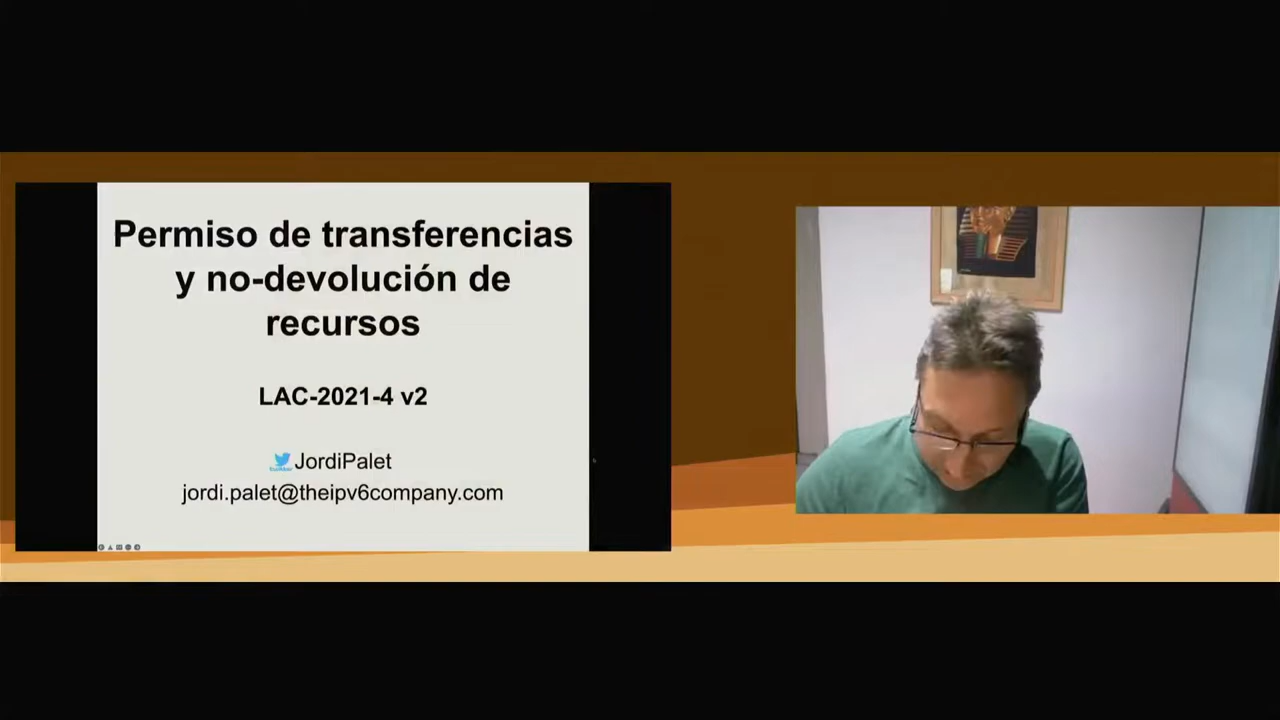 Permiso de transferencias
y no-devolución de
recursos
LAC-2021-4 v2
JordiPalet
jordi.palet@theipv6company.com